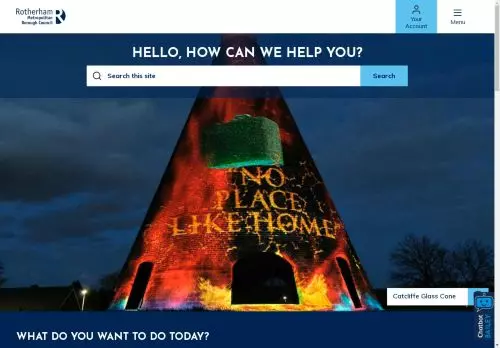 Rotherham
Metropolitan
Borough Council
Your
Account
Menu
HELLO, HOW CAN WE HELP YOU?
Search this site
Search
NO
PLACE
LIKE HOME
Catcliffe Glass Cone
Chatbot
BAILEY
WHAT DO YOU WANT TO DO TODAY?